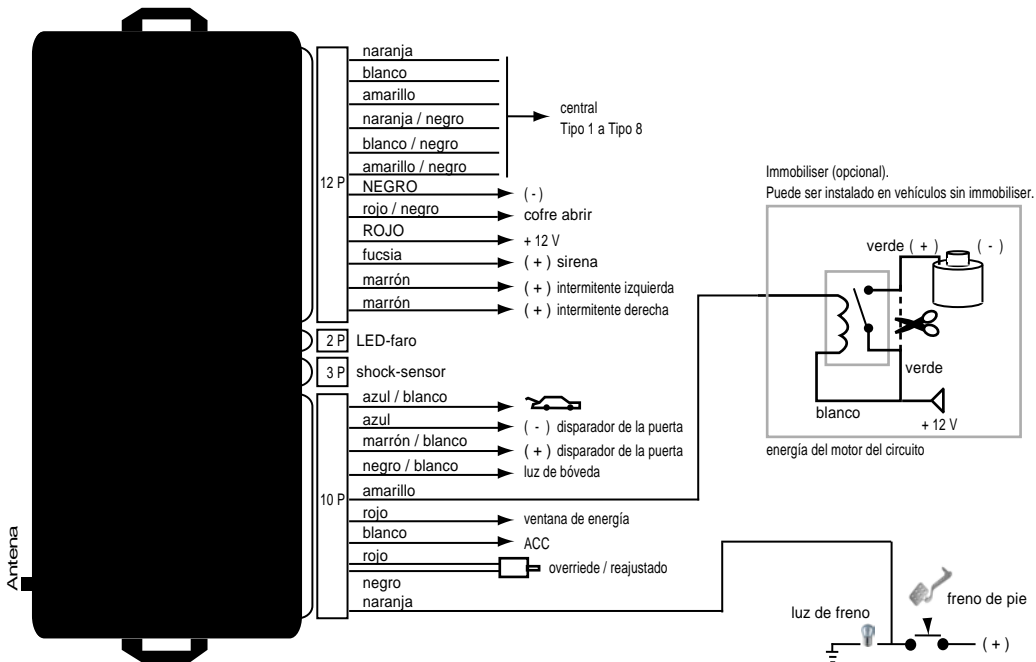 naranja
blanco
amarillo
naranja / negro
blanco / negro
amarillo / negro
NEGRO
rojo / negro
ROJO
fucsia
marrón
marrón
12 P
central
Tipo 1 a Tipo 8
( - )
cofre abrir
+ 12 V
( + ) sirena
( + ) intermitente izquierda
( + ) intermitente derecha
2 P LED-faro
3 P shock-sensor
azul / blanco
azul
marrón / blanco
negro / blanco
amarillo
rojo
blanco
rojo
negro
naranja
10 P
( - ) disparador de la puerta
( + ) disparador de la puerta
luz de bóveda
ventana de energía
ACC
overriede / reajustado
Antena
Immobiliser (opcional).
Puede ser instalado en vehículos sin immobiliser.
verde ( + ) ( - )
verde
blanco
+ 12 V
energía del motor del circuito
freno de pie
luz de freno
( + )